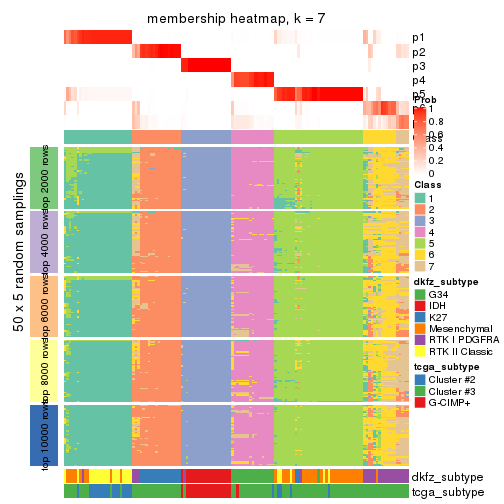 membership heatmap, k = 7
p1
p2
p3
p4
p5
Prob
1
0.8
0.6
0.4
0.2
0
Class
1
2
3
4
5
6
7
dkfz_subtype
G34
IDH
K27
Mesenchymal
RTK I PDGFRA
RTK II Classic
tcga_subtype
Cluster #2
Cluster #3
G-CIMP+
50 x 5 random samplings
top 2000 rows
top 4000 rows
top 6000 rows
top 8000 rows
top 10000 rows
dkfz_subtype
tcga_subtype